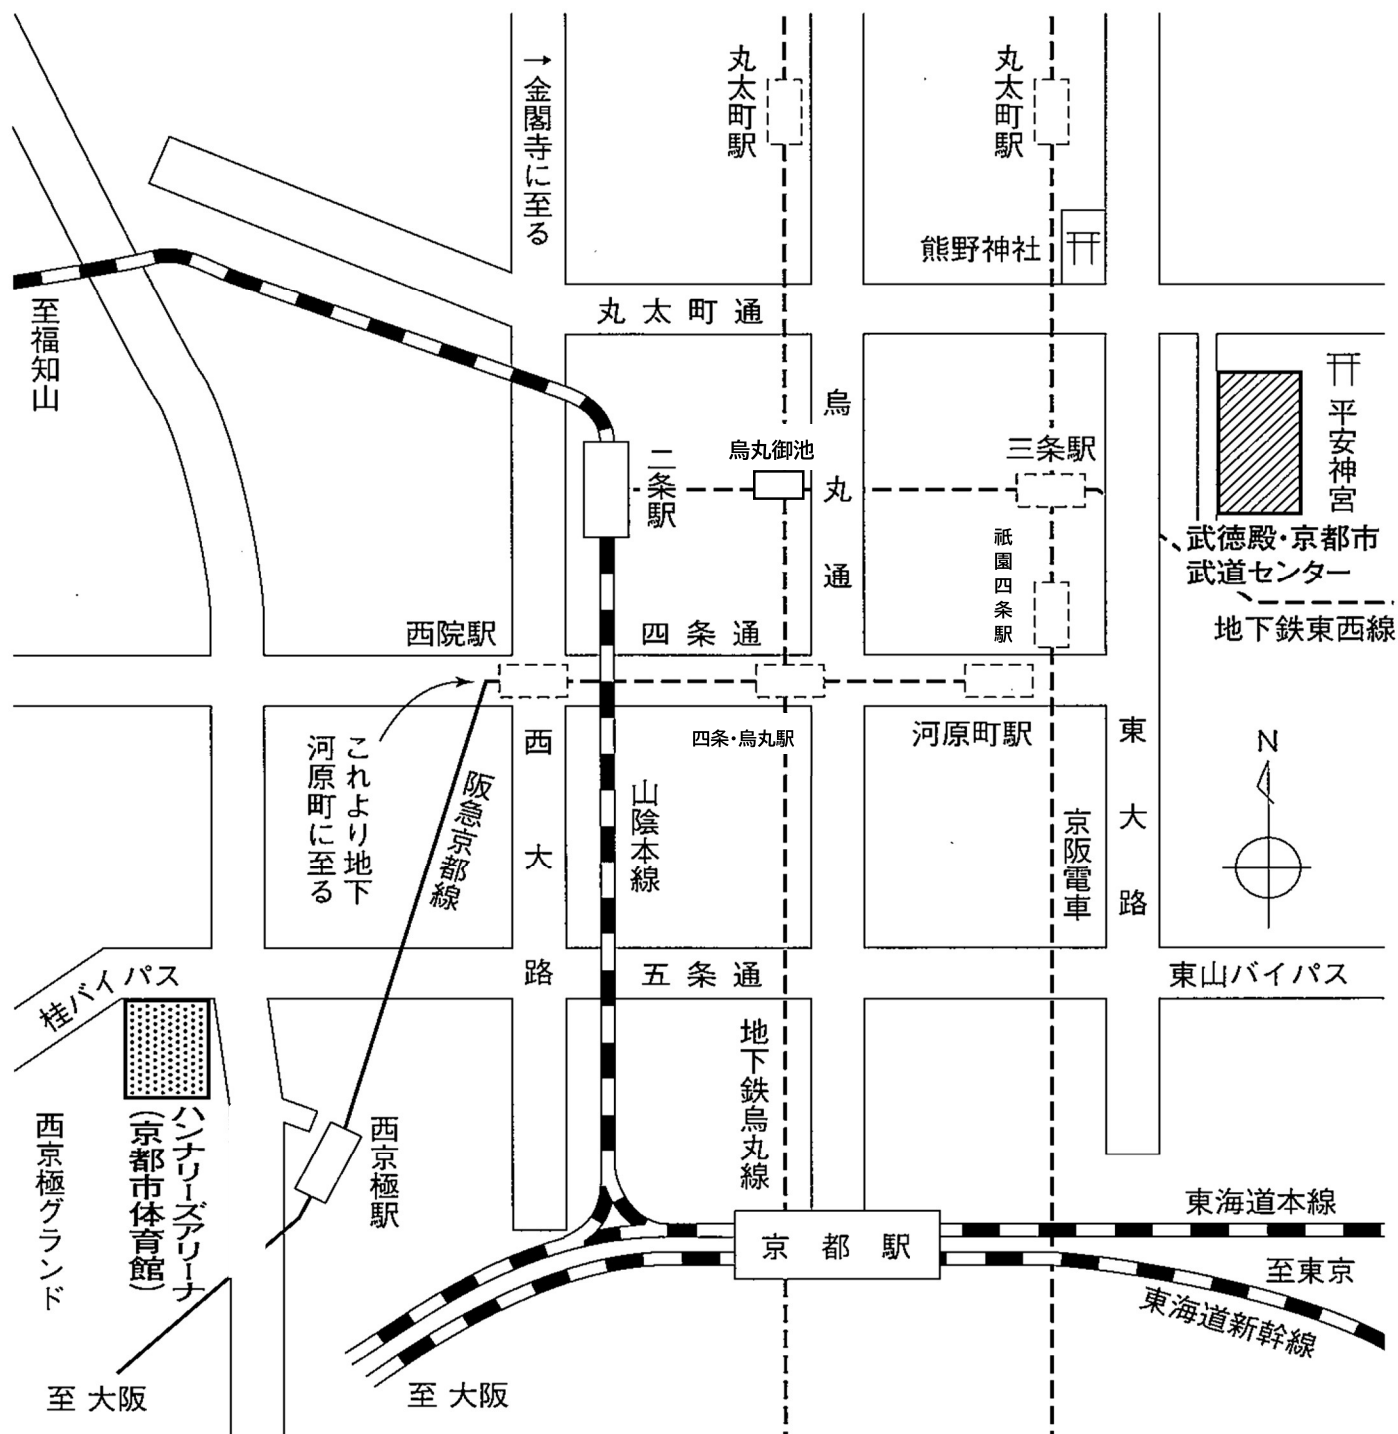 →金閣寺に至る
丸太町駅
丸太町駅
熊野神社
至福知山
丸太町通
烏丸通
平安神宮
烏丸御池
三条駅
二条駅
武徳殿・京都市
武道センター
祇園四条駅
地下鉄東西線
西院駅
四条通
四条・烏丸駅
河原町駅
これより地下
河原町に至る
阪急京都線
西大路
山陰本線
東大路
京阪電車
N
桂バイパス
五条通
東山バイパス
地下鉄烏丸線
西京極グランド
ハンナリーズアリーナ
(京都市体育館)
西京極駅
京都駅
東海道本線
至東京
東海道新幹線
至 大阪
至 大阪